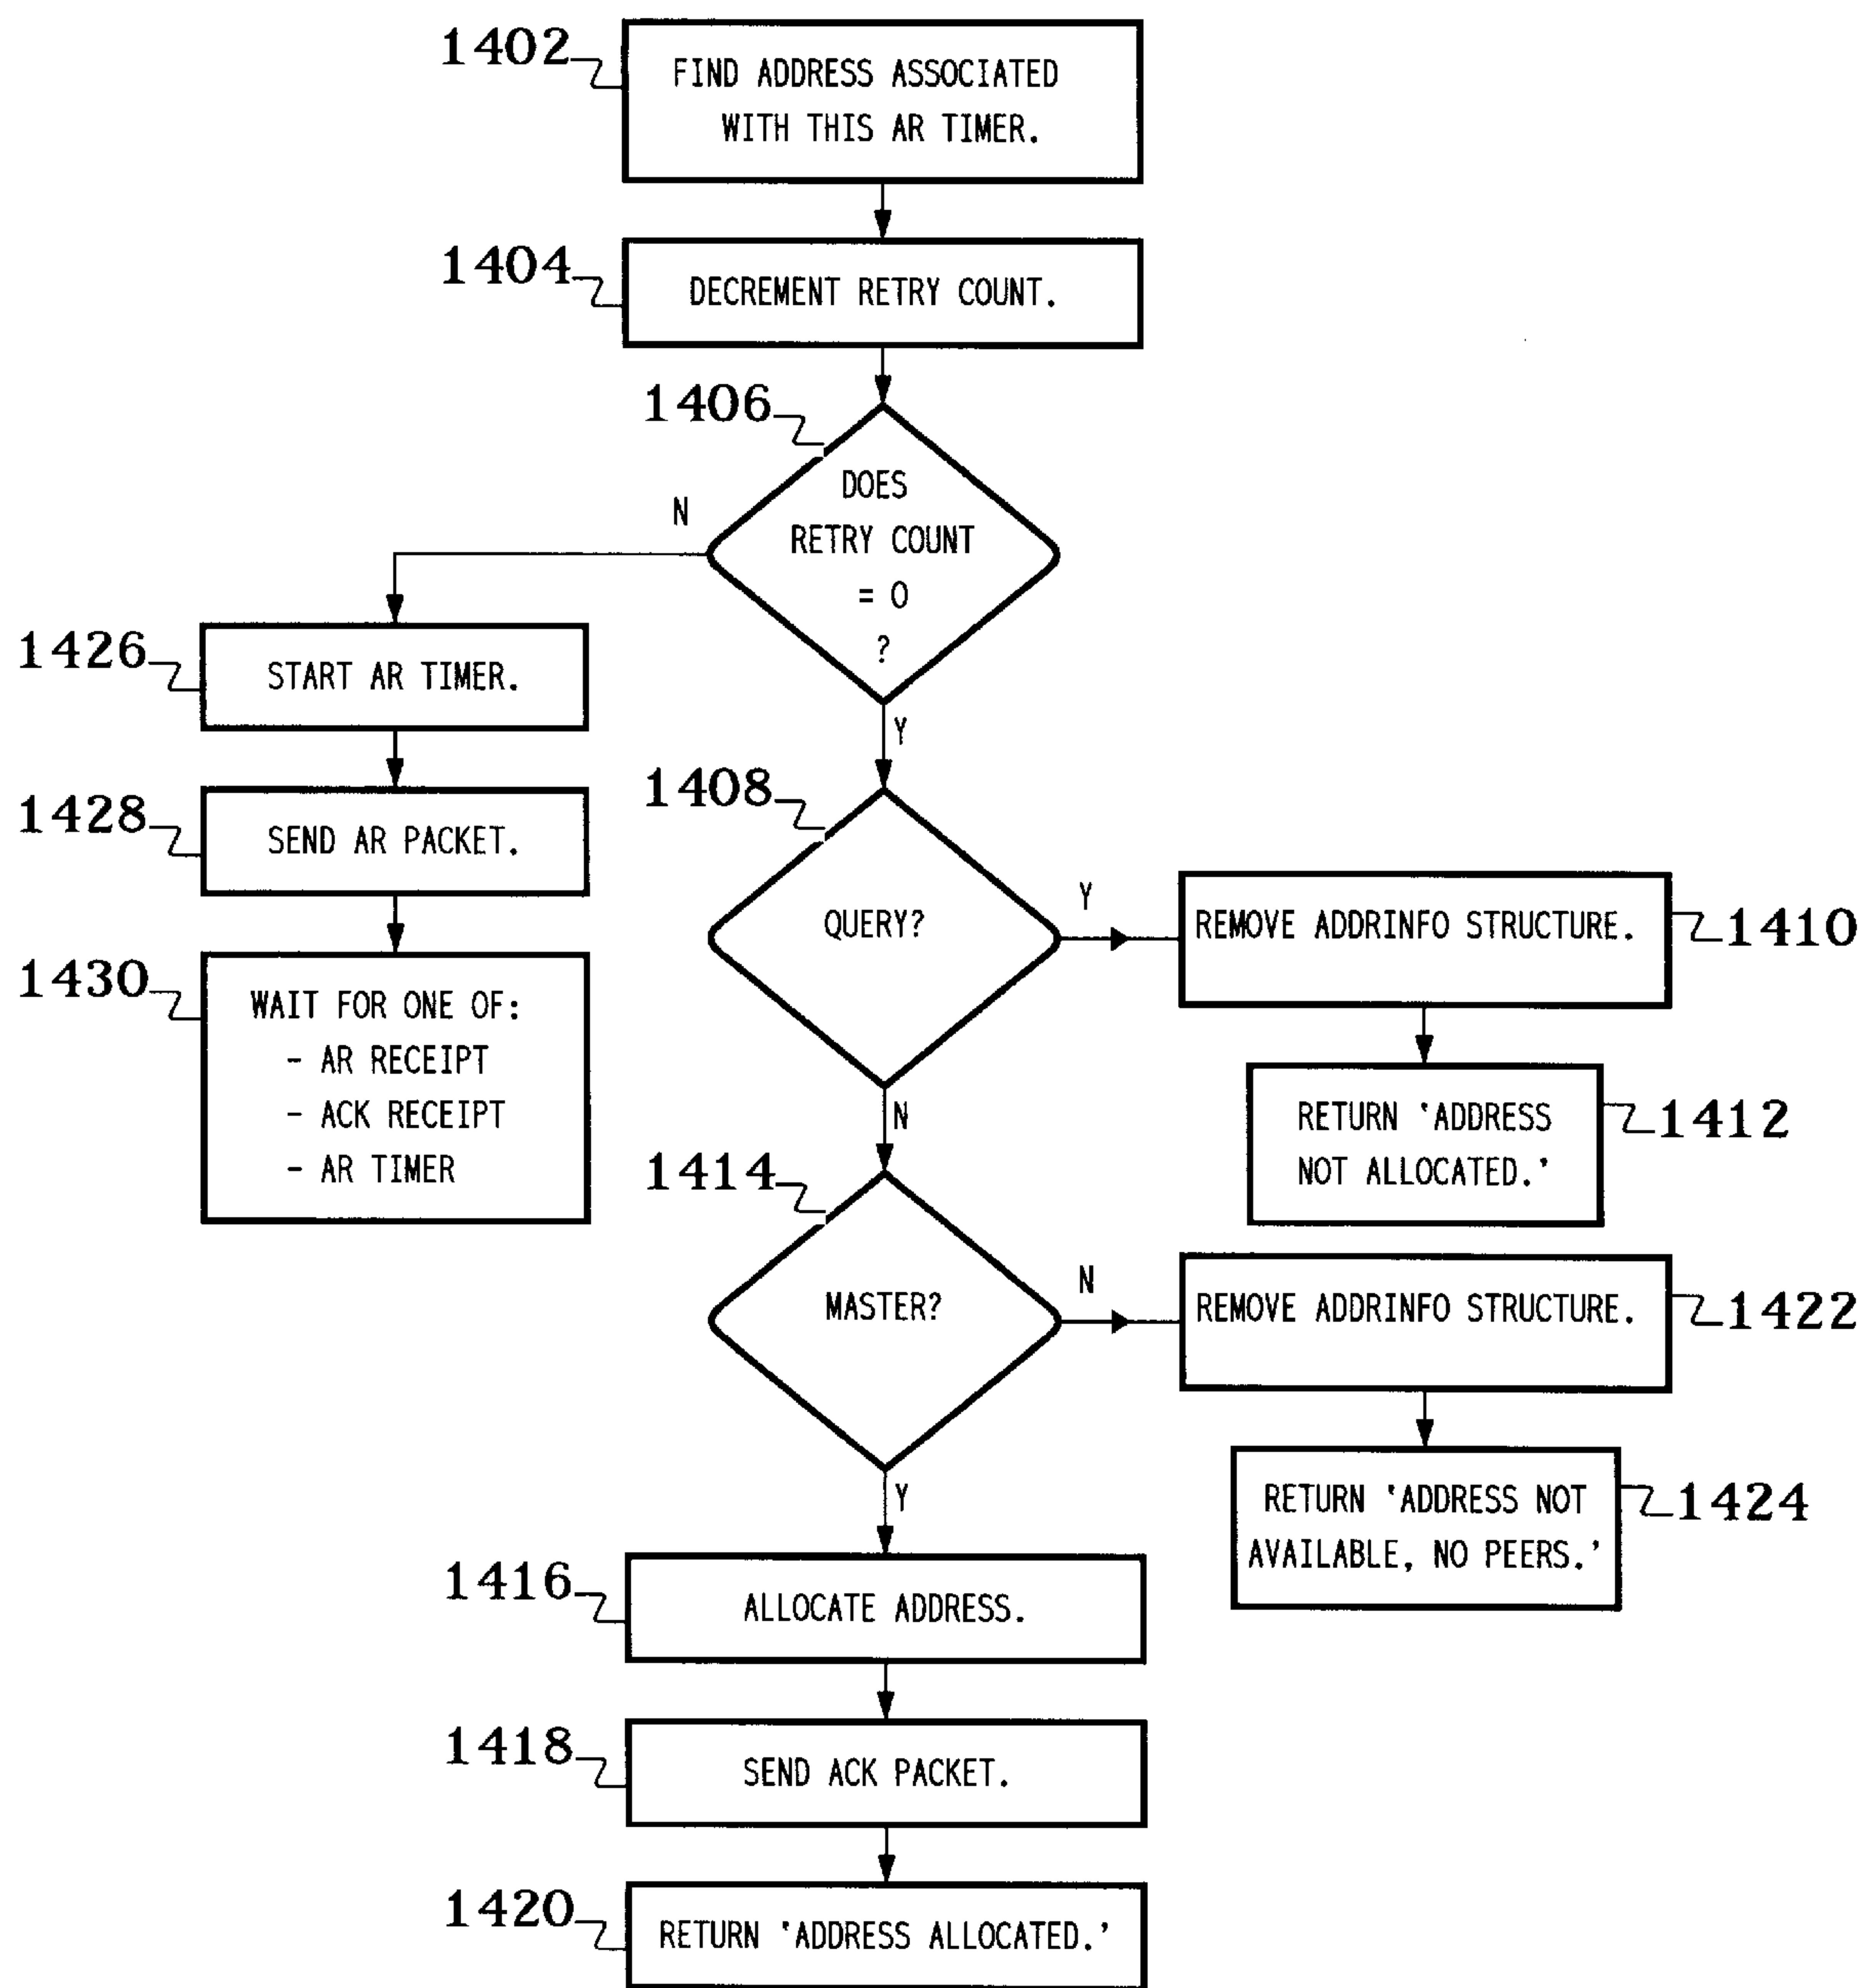 1402
FIND ADDRESS ASSOCIATED
WITH THIS AR TIMER.
1404
DECREMENT RETRY COUNT.
1406
DOES
RETRY COUNT
= 0
?
N
Y
1426
START AR TIMER.
1428
SEND AR PACKET.
1430
WAIT FOR ONE OF:
- AR RECEIPT
- ACK RECEIPT
- AR TIMER
1408
QUERY?
Y
N
REMOVE ADDRINFO STRUCTURE.
1410
RETURN 'ADDRESS
NOT ALLOCATED.'
1412
1414
MASTER?
N
Y
REMOVE ADDRINFO STRUCTURE.
1422
RETURN 'ADDRESS NOT
AVAILABLE, NO PEERS.'
1424
1416
ALLOCATE ADDRESS.
1418
SEND ACK PACKET.
1420
RETURN 'ADDRESS ALLOCATED.'